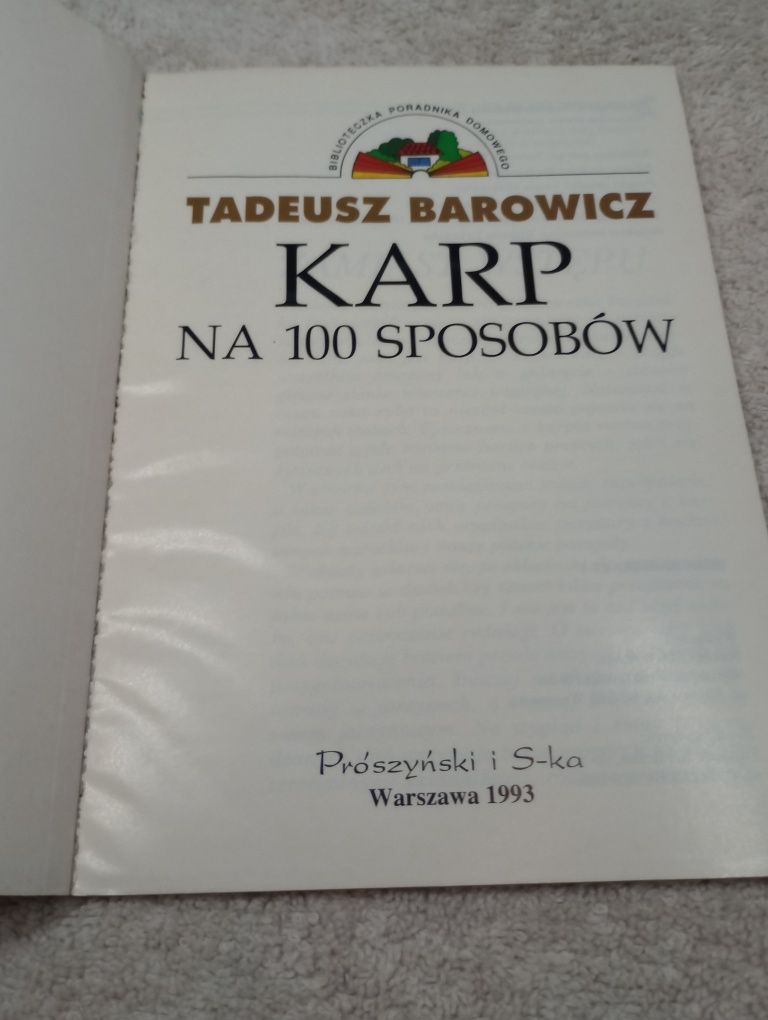 BIBLIOTECZKA PORADNIKA DOMOWEGO
TADEUSZ BAROWICZ
KARP
NA 100 SPOSOBÓW
Prószyński i S-ka
Warszawa 1993